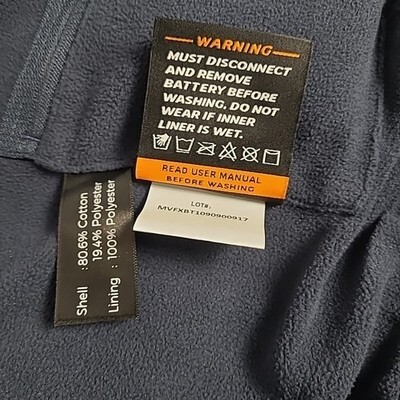 WARNING
MUST DISCONNECT
AND REMOVE
BATTERY BEFORE
WASHING. DO NOT
WEAR IF INNER
LINER IS WET.
READ USER MANUAL
BEFORE WASHING
LOT#:
MVFXBT1090900917
Shell : 80.6% Cotton
19.4% Polyester
Lining : 100% Polyester